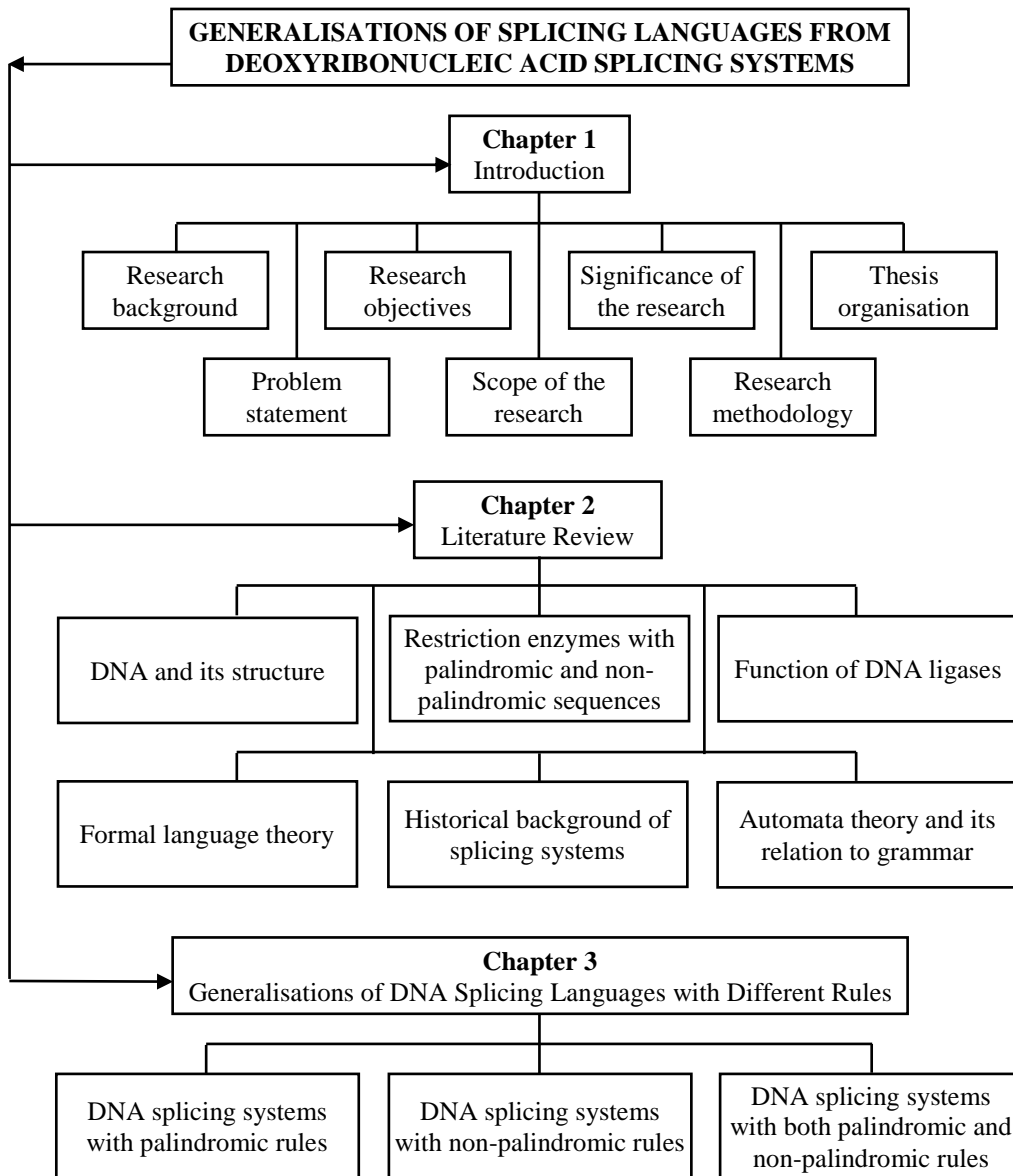 GENERALISATIONS OF SPLICING LANGUAGES FROM
DEOXYRIBONUCLEIC ACID SPLICING SYSTEMS
Chapter 1
Introduction
Research
background
Research
objectives
Significance of
the research
Thesis
organisation
Problem
statement
Scope of the
research
Research
methodology
Chapter 2
Literature Review
DNA and its structure
Restriction enzymes with
palindromic and non-
palindromic sequences
Function of DNA ligases
Formal language theory
Historical background of
splicing systems
Automata theory and its
relation to grammar
Chapter 3
Generalisations of DNA Splicing Languages with Different Rules
DNA splicing systems
with palindromic rules
DNA splicing systems
with non-palindromic rules
DNA splicing systems
with both palindromic and
non-palindromic rules